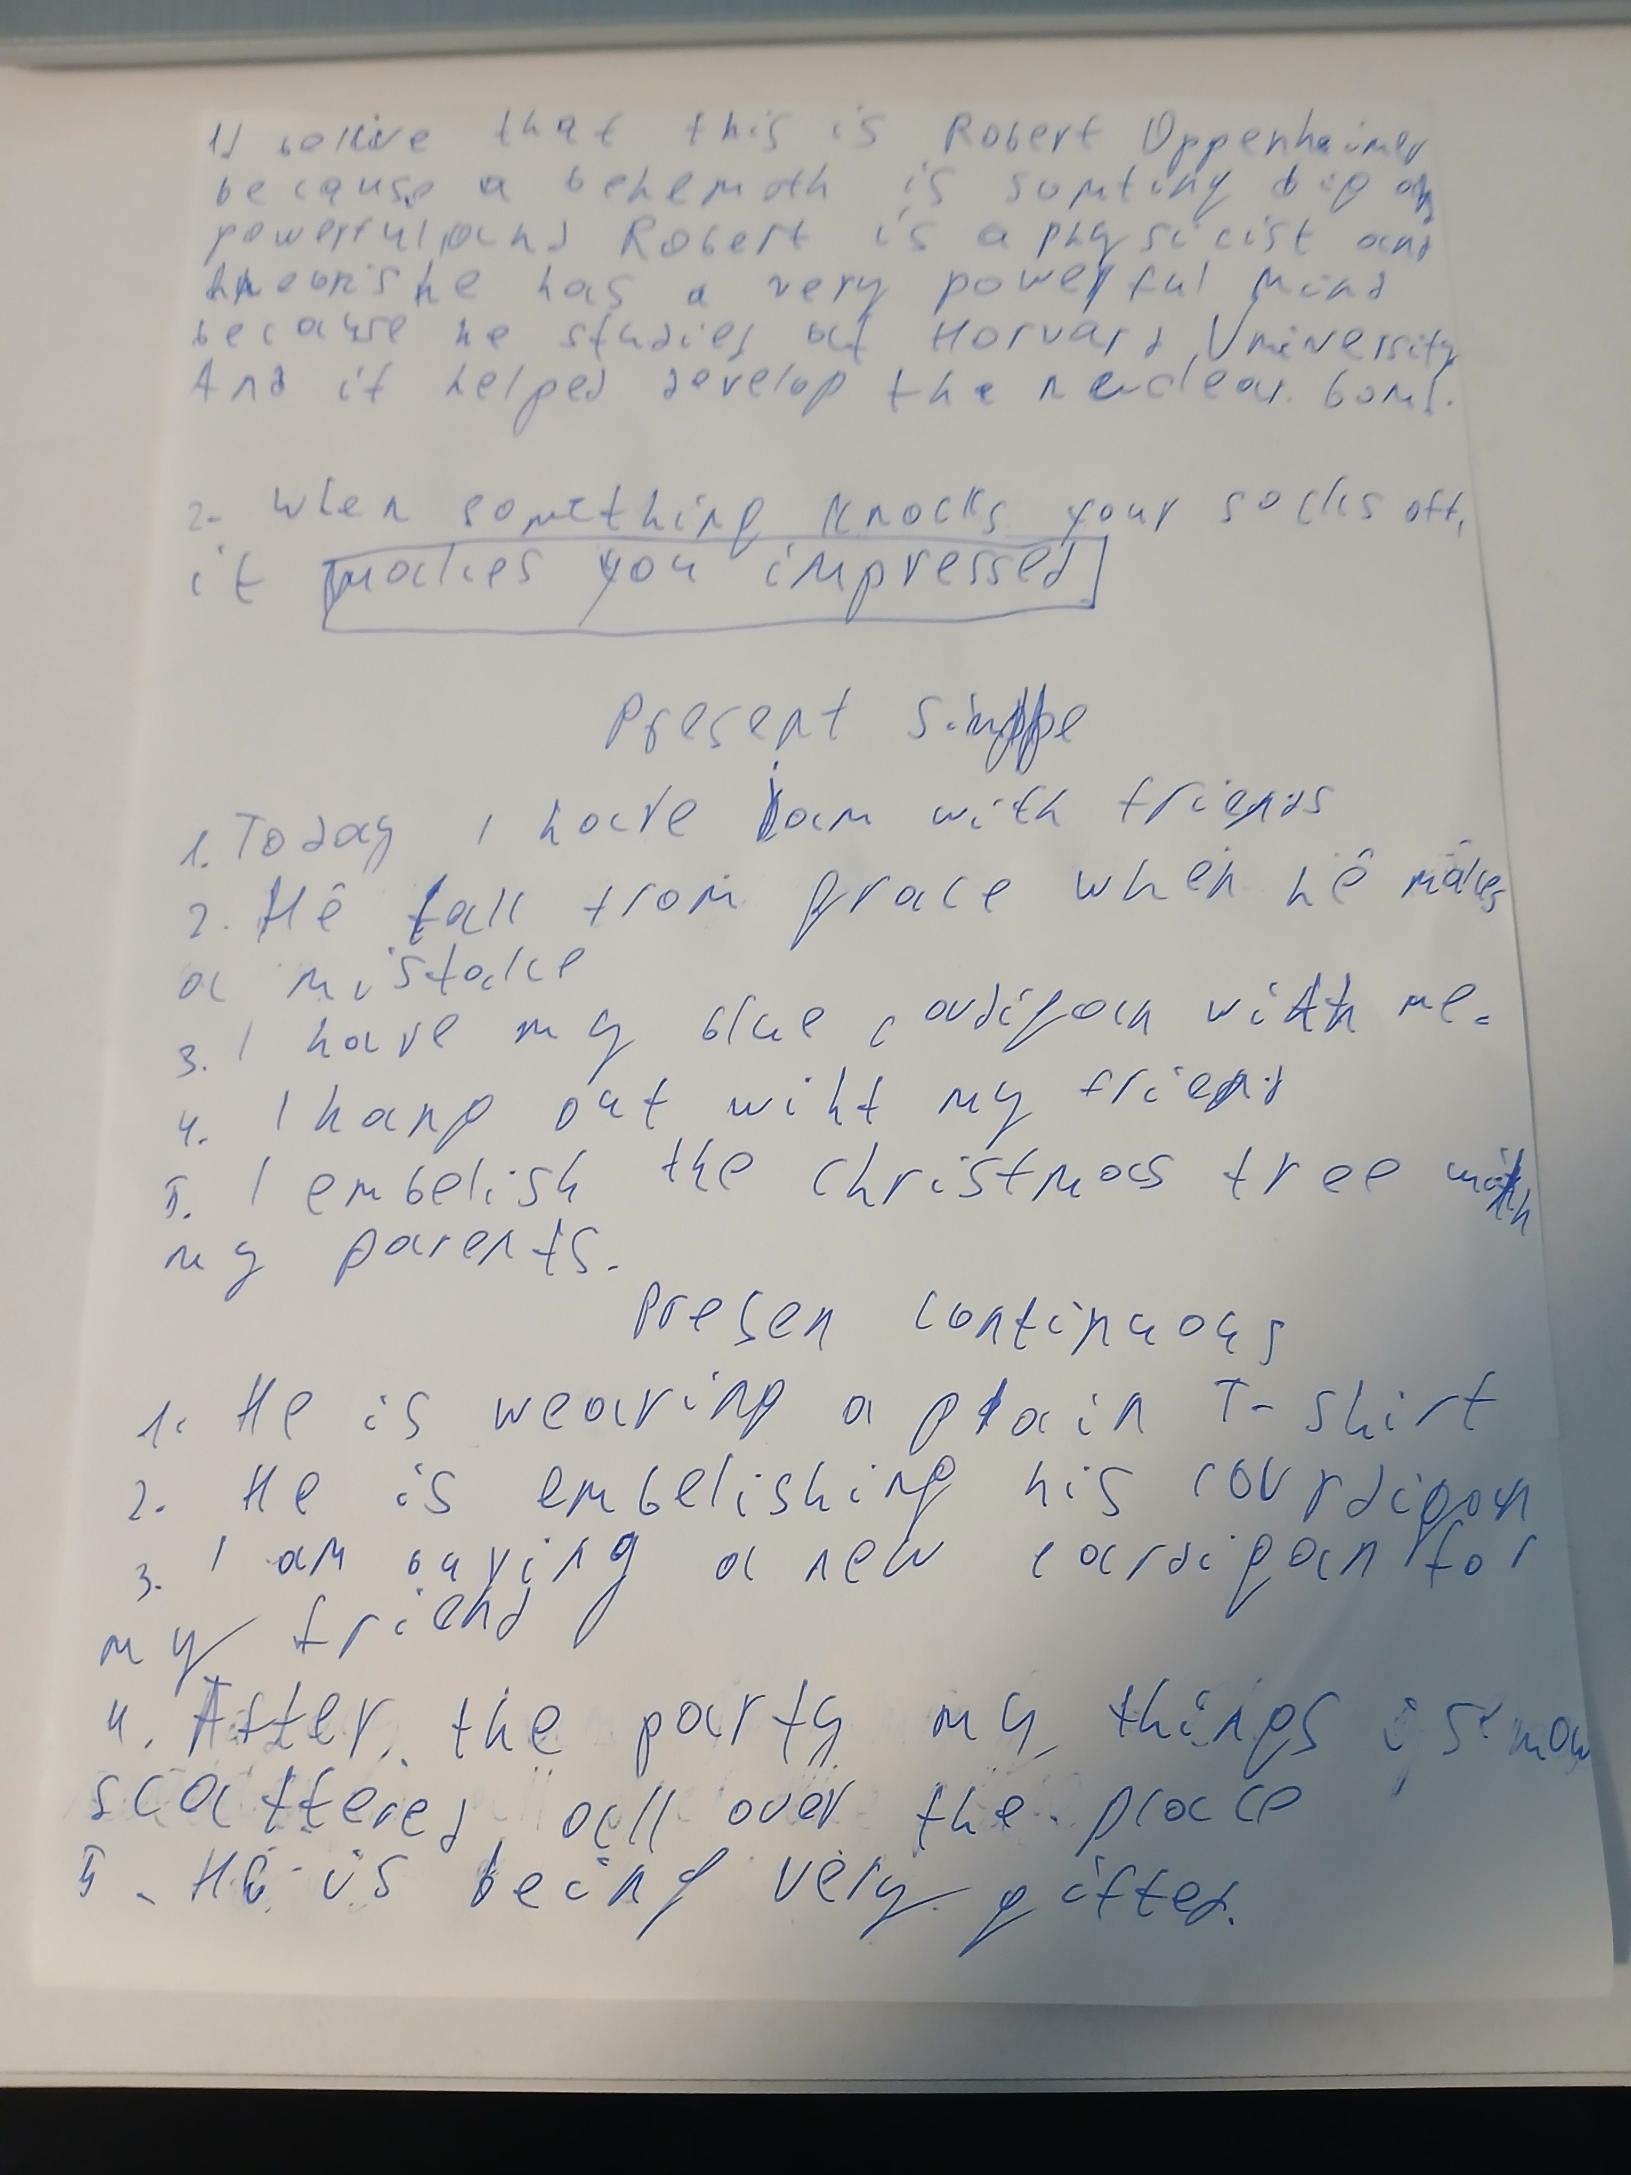 1) belive that this is Robert Oppenhaimer
because a behemoth is somting big
powerful, and Robert is a physicist and
he has a very powerful mind
because he studies at Horvard University
And it helped develop the nuclear bomb.
2. When something knocks your socks off,
it makes you impressed
Present Simple
1. Today I have jam with friends
2. He fall from grace when he makes
a mistake
3. I have my blue cardigan with me.
4. I hang out wiht my friend
5. I embelish the christmas tree with
my parents.
Presen continuous
1. He is wearing a plain T-shirt
2. He is embelishing his cardigan
3. I am buying a new cardigan for
my friend
4. After the party my things is now
scattered all over the place
5. He is being very gifted.